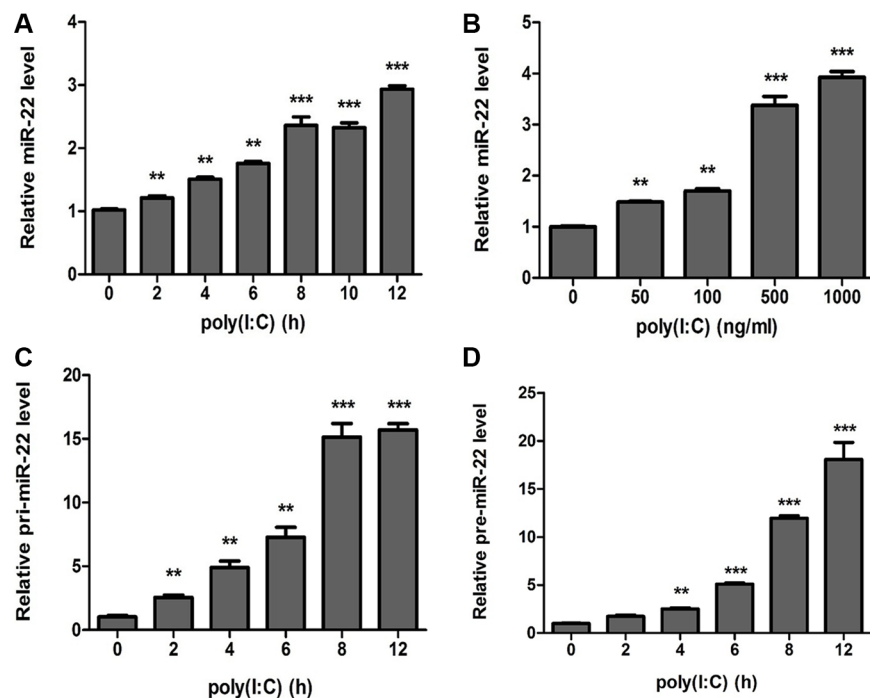 A
Relative miR-22 level
4
3
2
1
0
** ** ** *** *** ***
0 2 4 6 8 10 12
poly(I:C) (h)
B
Relative miR-22 level
5
4
3
2
1
0
** ** *** ***
0 50 100 500 1000
poly(I:C) (ng/ml)
C
Relative pri-miR-22 level
20
15
10
5
0
** ** ** *** ***
0 2 4 6 8 12
poly(I:C) (h)
D
Relative pre-miR-22 level
25
20
15
10
5
0
** *** *** ***
0 2 4 6 8 12
poly(I:C) (h)